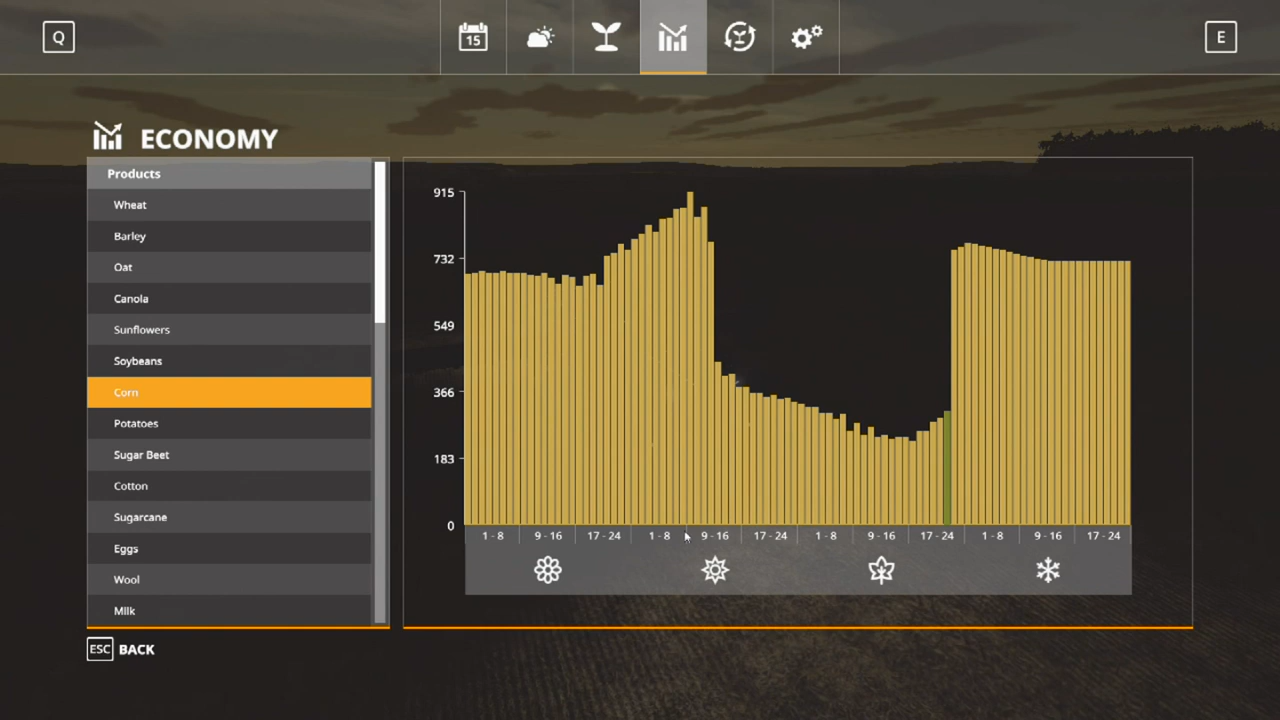 Q
15
E
ECONOMY
Products
Wheat
Barley
Oat
Canola
Sunflowers
Soybeans
Corn
Potatoes
Sugar Beet
Cotton
Sugarcane
Eggs
Wool
Milk
915
732
549
366
183
0
1 - 8 9 - 16 17 - 24 1 - 8 9 - 16 17 - 24 1 - 8 9 - 16 17 - 24 1 - 8 9 - 16 17 - 24
ESC BACK